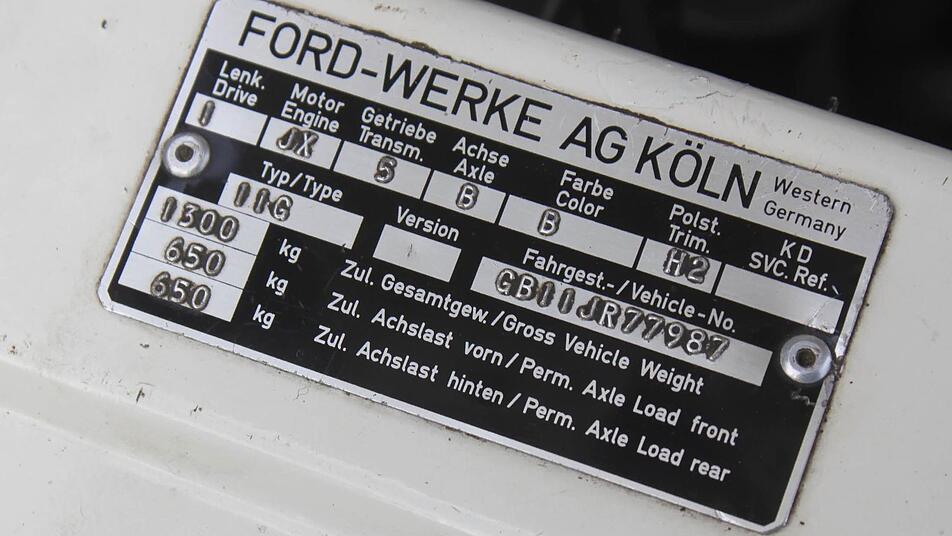 FORD-WERKE AG KÖLN Western Germany
Lenk. Drive Motor Engine Getriebe Transm. Achse Axle Farbe Color Polst. Trim. KD SVC. Ref.
1 JX 5 B B H2
Typ/Type Version Fahrgest.-/Vehicle-No.
11G GB11JR77987
1300 kg Zul. Gesamtgew./Gross Vehicle Weight
650 kg Zul. Achslast vorn/Perm. Axle Load front
650 kg Zul. Achslast hinten/Perm. Axle Load rear